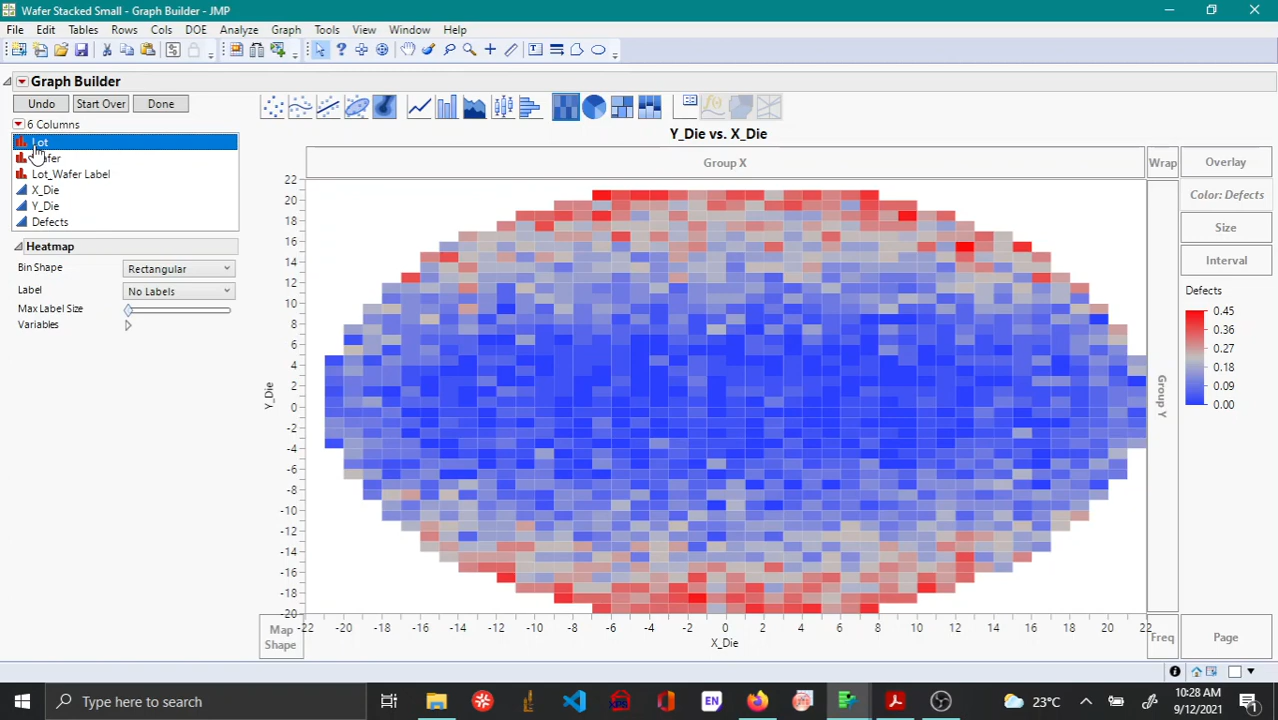 Wafer Stacked Small - Graph Builder - JMP
File Edit Tables Rows Cols DOE Analyze Graph Tools View Window Help
Graph Builder
Undo Start Over Done
6 Columns
Lot
Wafer
Lot_Wafer Label
X_Die
Y_Die
Defects
Heatmap
Bin Shape Rectangular
Label No Labels
Max Label Size
Variables
Y_Die vs. X_Die
Group X
Wrap
Overlay
Color: Defects
Size
Interval
Defects
0.45
0.36
0.27
0.18
0.09
0.00
Group Y
Y_Die
22
20
18
16
14
12
10
8
6
4
2
0
-2
-4
-6
-8
-10
-12
-14
-16
-18
-20
-22 -20 -18 -16 -14 -12 -10 -8 -6 -4 -2 0 2 4 6 8 10 12 14 16 18 20 22
X_Die
Map
Shape
Freq
Page
Type here to search
EN
23°C
10:28 AM
9/12/2021
1